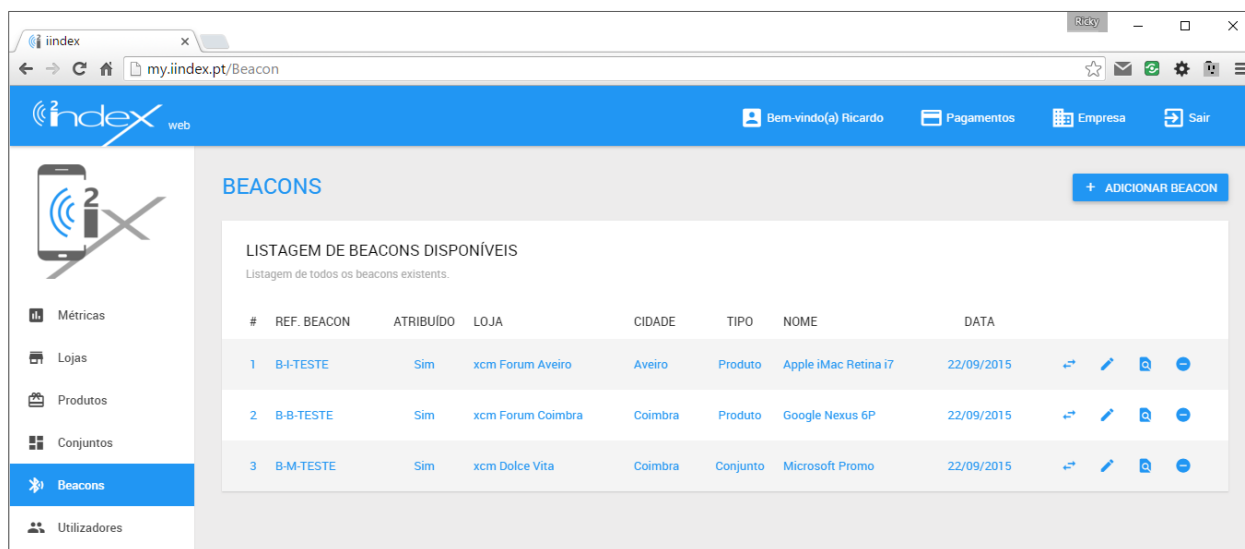 Ricky
iindex
my.iindex.pt/Beacon
i2ndex web
Bem-vindo(a) Ricardo
Pagamentos
Empresa
Sair
i2x
BEACONS
+ ADICIONAR BEACON
LISTAGEM DE BEACONS DISPONÍVEIS
Listagem de todos os beacons existents.
Métricas
Lojas
Produtos
Conjuntos
Beacons
Utilizadores
# REF. BEACON ATRIBUÍDO LOJA CIDADE TIPO NOME DATA
1 B-I-TESTE Sim xcm Forum Aveiro Aveiro Produto Apple iMac Retina i7 22/09/2015
2 B-B-TESTE Sim xcm Forum Coimbra Coimbra Produto Google Nexus 6P 22/09/2015
3 B-M-TESTE Sim xcm Dolce Vita Coimbra Conjunto Microsoft Promo 22/09/2015